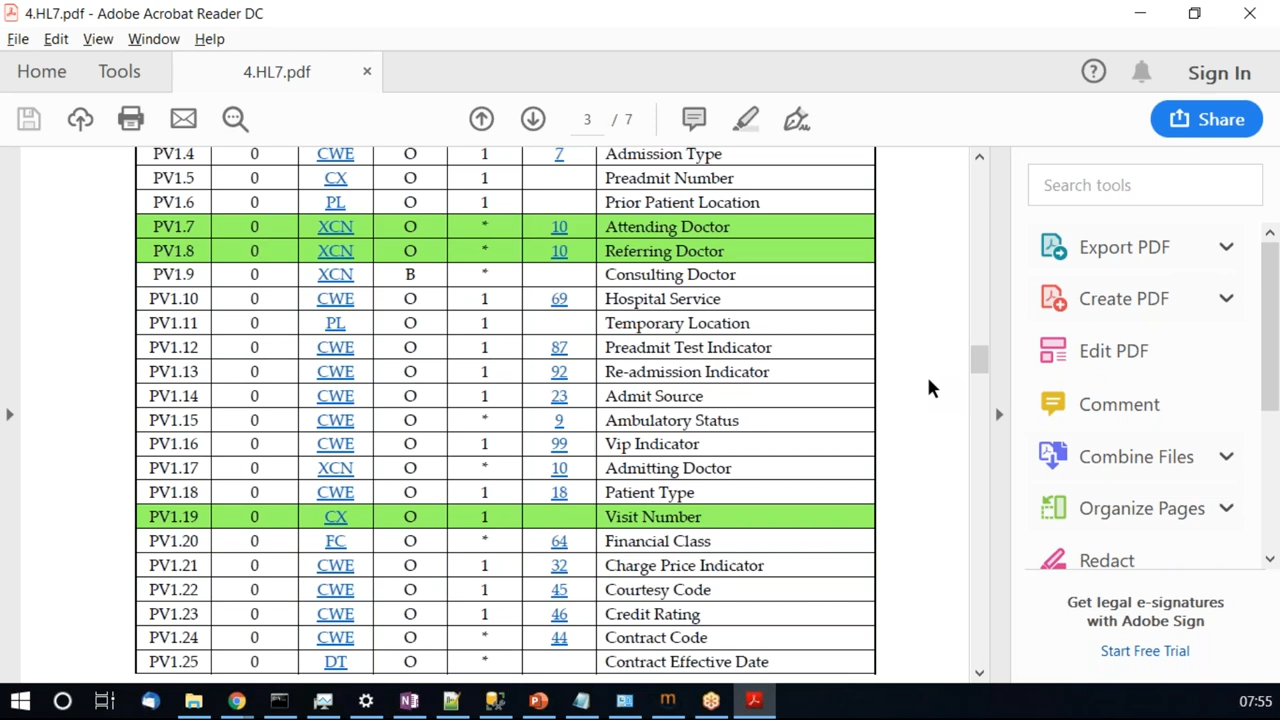 4.HL7.pdf - Adobe Acrobat Reader DC
File Edit View Window Help
Home Tools 4.HL7.pdf ×
Sign In
3 / 7
Share
PV1.4 0 CWE O 1 7 Admission Type
PV1.5 0 CX O 1 Preadmit Number
PV1.6 0 PL O 1 Prior Patient Location
PV1.7 0 XCN O * 10 Attending Doctor
PV1.8 0 XCN O * 10 Referring Doctor
PV1.9 0 XCN B * Consulting Doctor
PV1.10 0 CWE O 1 69 Hospital Service
PV1.11 0 PL O 1 Temporary Location
PV1.12 0 CWE O 1 87 Preadmit Test Indicator
PV1.13 0 CWE O 1 92 Re-admission Indicator
PV1.14 0 CWE O 1 23 Admit Source
PV1.15 0 CWE O * 9 Ambulatory Status
PV1.16 0 CWE O 1 99 Vip Indicator
PV1.17 0 XCN O * 10 Admitting Doctor
PV1.18 0 CWE O 1 18 Patient Type
PV1.19 0 CX O 1 Visit Number
PV1.20 0 FC O * 64 Financial Class
PV1.21 0 CWE O 1 32 Charge Price Indicator
PV1.22 0 CWE O 1 45 Courtesy Code
PV1.23 0 CWE O 1 46 Credit Rating
PV1.24 0 CWE O * 44 Contract Code
PV1.25 0 DT O * Contract Effective Date
Search tools
Export PDF
Create PDF
Edit PDF
Comment
Combine Files
Organize Pages
Redact
Get legal e-signatures
with Adobe Sign
Start Free Trial
07:55